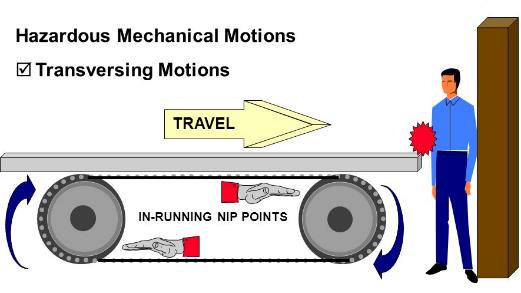 Hazardous Mechanical Motions
☑ Transversing Motions
TRAVEL
IN-RUNNING NIP POINTS